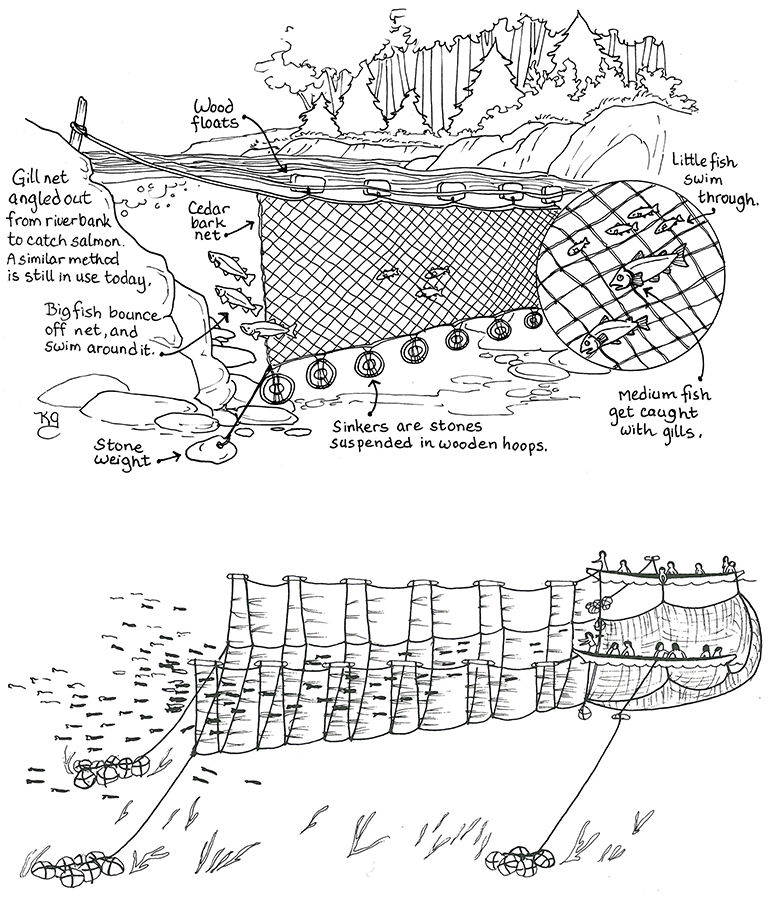 Wood
floats
Gill net
angled out
from riverbank
to catch salmon.
A similar method
is still in use today.
Cedar
bark
net
Little fish
swim
through.
Big fish bounce
off net, and
swim around it.
Medium fish
get caught
with gills.
Sinkers are stones
suspended in wooden hoops.
Stone
weight
KG